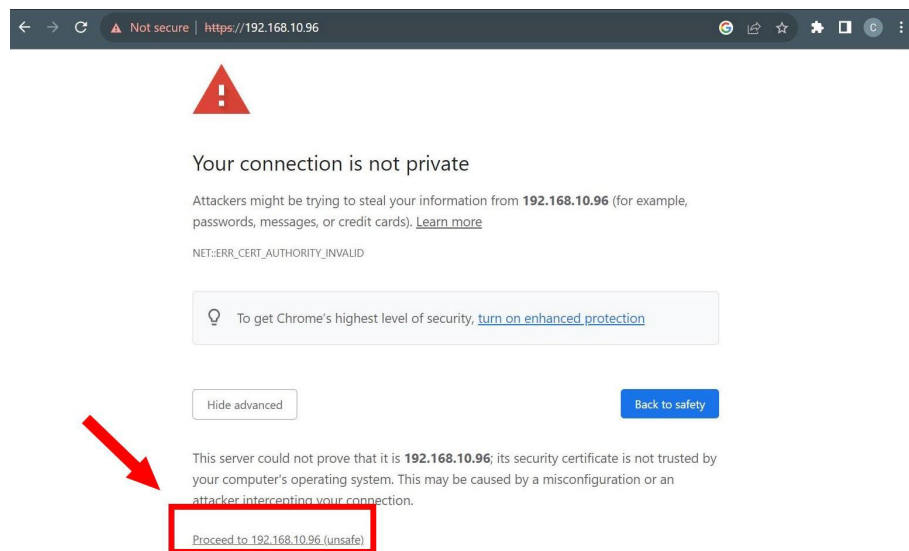 Not secure | https://192.168.10.96
C
Your connection is not private
Attackers might be trying to steal your information from 192.168.10.96 (for example,
passwords, messages, or credit cards). Learn more
NET::ERR_CERT_AUTHORITY_INVALID
To get Chrome's highest level of security, turn on enhanced protection
Hide advanced
Back to safety
This server could not prove that it is 192.168.10.96; its security certificate is not trusted by
your computer's operating system. This may be caused by a misconfiguration or an
attacker intercepting your connection.
Proceed to 192.168.10.96 (unsafe)